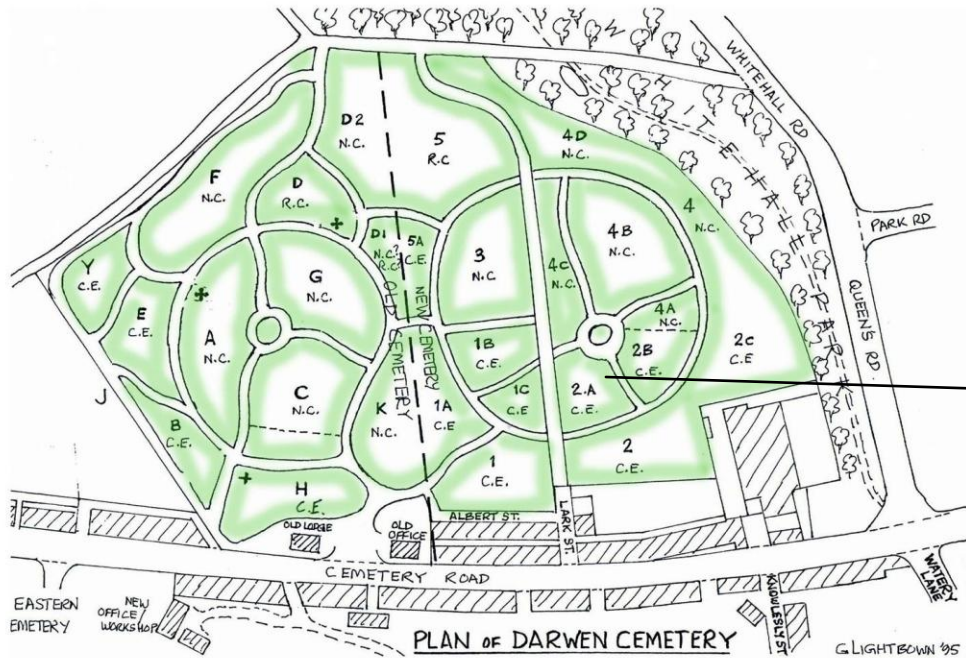 WHITEHALL RD
WHITEHALL PARK
PARK RD
QUEEN'S RD.
D2
N.C.
5
R.C
4D
N.C.
F
N.C.
D
R.C.
4
N.C.
D1
N.C.?
R.C?
5A
C.E.
3
N.C.
4B
N.C.
4C
N.C.
Y
C.E.
G
N.C.
OLD CEMETERY
NEW CEMETERY
E
C.E.
A
N.C.
4A
N.C.
1B
C.E.
2B
C.E.
2C
C.E
J
C
N.C.
K
N.C.
1A
C.E
1C
C.E
2.A
C.E.
B
C.E.
H
C.E.
1
C.E.
2
C.E.
OLD LODGE
OLD
OFFICE
ALBERT ST.
LARK ST.
CEMETERY ROAD
EASTERN
EMETERY
NEW
OFFICE
WORKSHOP
KNOWLESLY ST
WATERY
LANE
PLAN OF DARWEN CEMETERY
G LIGHTBOWN '95